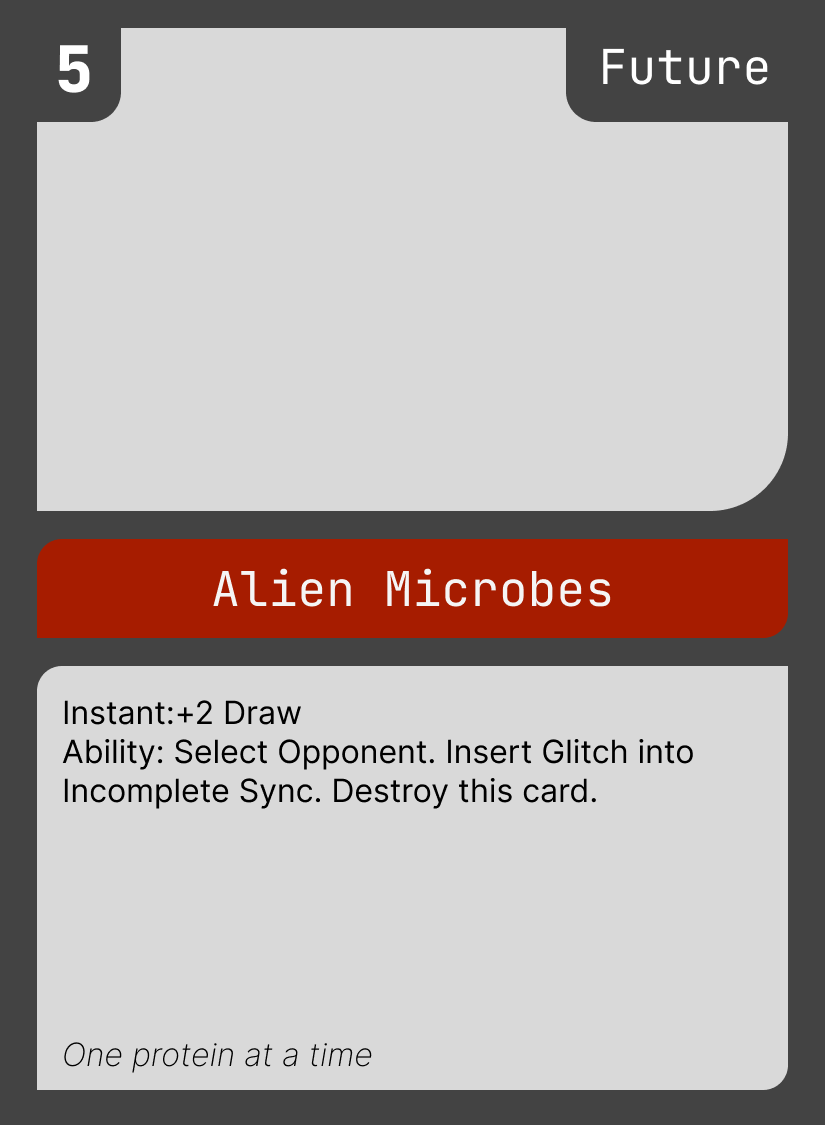 5
Future
Alien Microbes
Instant:+2 Draw
Ability: Select Opponent. Insert Glitch into
Incomplete Sync. Destroy this card.
One protein at a time